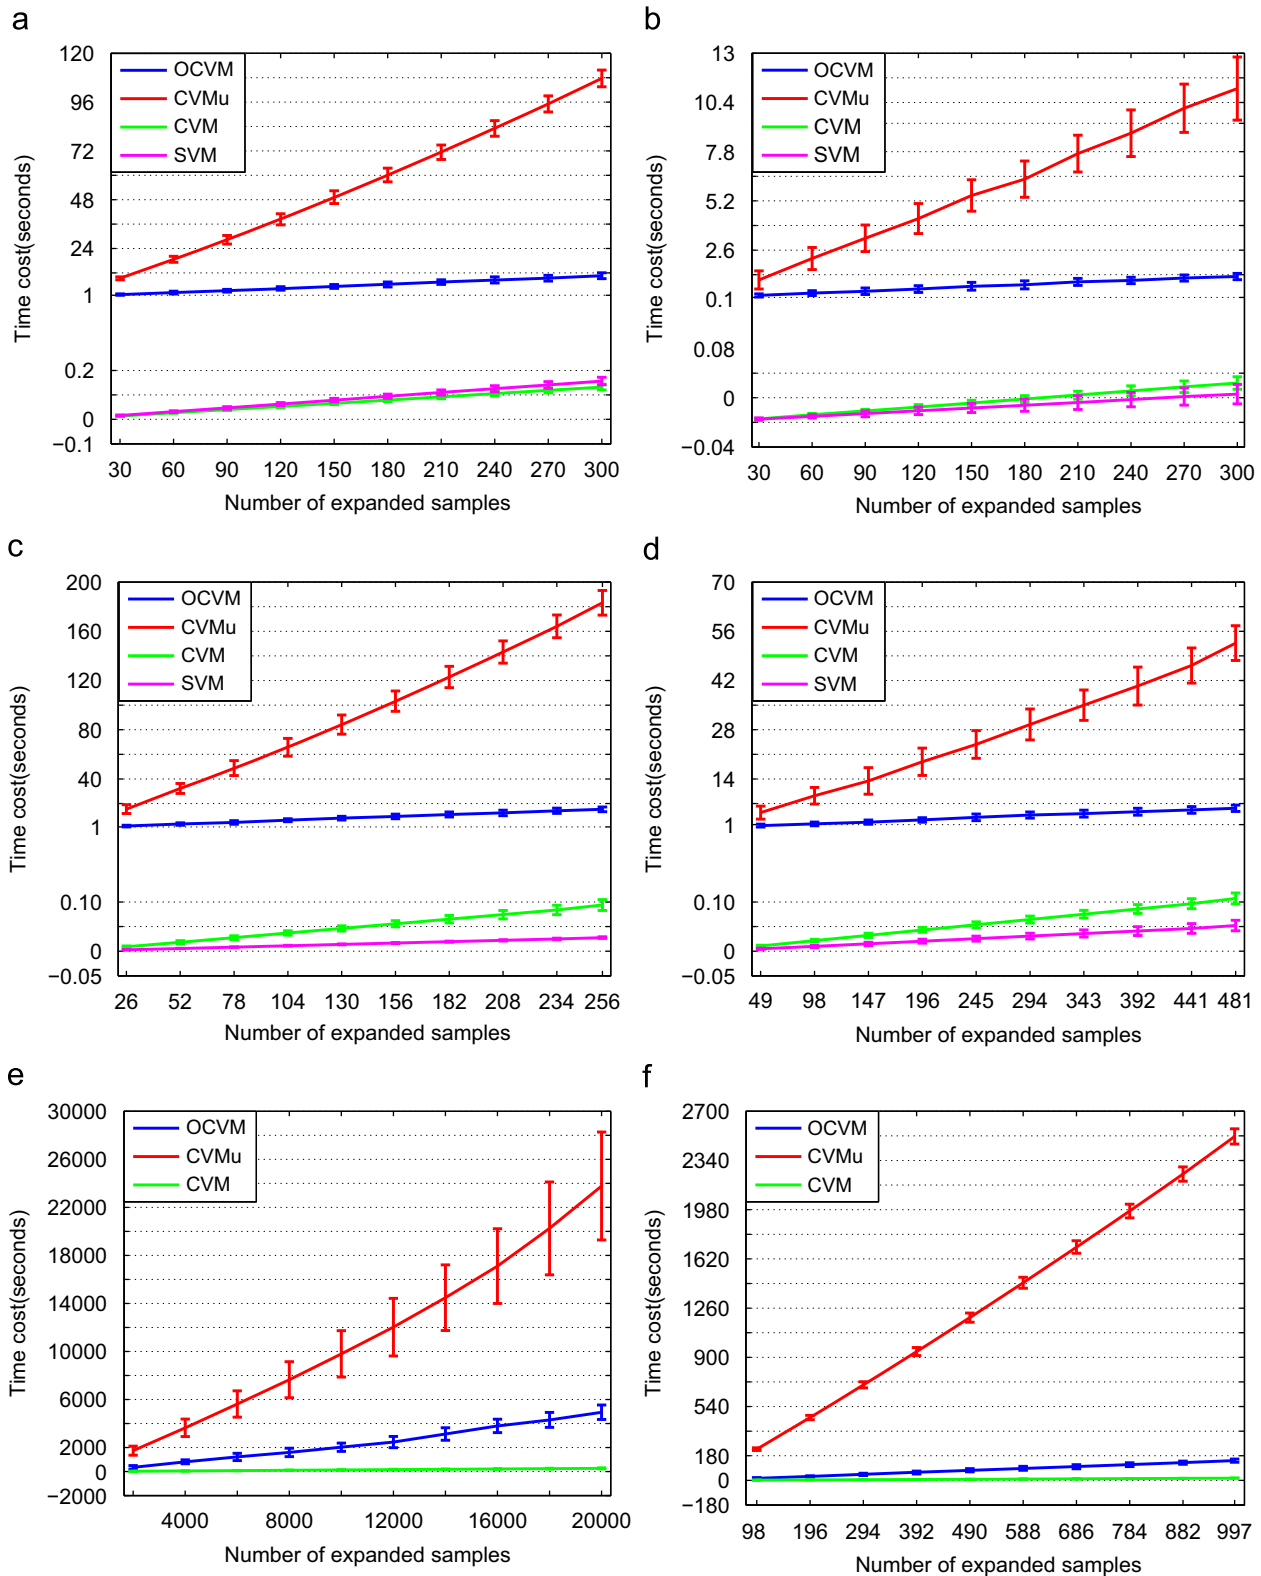 a
120
96
72
48
24
1
0.2
0
−0.1
Time cost(seconds)
OCVM
CVMu
CVM
SVM
30 60 90 120 150 180 210 240 270 300
Number of expanded samples
b
13
10.4
7.8
5.2
2.6
0.1
0.08
0
−0.04
Time cost(seconds)
OCVM
CVMu
CVM
SVM
30 60 90 120 150 180 210 240 270 300
Number of expanded samples
c
200
160
120
80
40
1
0.10
0
−0.05
Time cost(seconds)
OCVM
CVMu
CVM
SVM
26 52 78 104 130 156 182 208 234 256
Number of expanded samples
d
70
56
42
28
14
1
0.10
0
−0.05
Time cost(seconds)
OCVM
CVMu
CVM
SVM
49 98 147 196 245 294 343 392 441 481
Number of expanded samples
e
30000
26000
22000
18000
14000
10000
6000
2000
0
−2000
Time cost(seconds)
OCVM
CVMu
CVM
4000 8000 12000 16000 20000
Number of expanded samples
f
2700
2340
1980
1620
1260
900
540
180
0
−180
Time cost(seconds)
OCVM
CVMu
CVM
98 196 294 392 490 588 686 784 882 997
Number of expanded samples